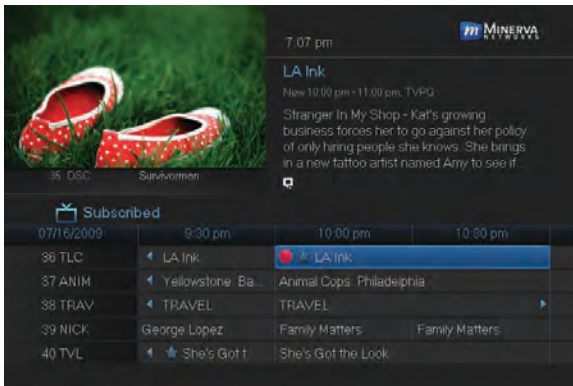 7:07 pm
m MINERVA
NETWORKS
LA Ink
New 10:00 pm - 11:00 pm, TVPG
Stranger In My Shop - Kat's growing
business forces her to go against her policy
of only hiring people she knows. She brings
in a new tattoo artist named Amy to see if
35 DSC Survivorman
Subscribed
07/16/2009 9:30 pm 10:00 pm 10:30 pm
36 TLC LA Ink LA Ink
37 ANIM Yellowstone: Ba... Animal Cops: Philadelphia
38 TRAV TRAVEL TRAVEL
39 NICK George Lopez Family Matters Family Matters
40 TVL She's Got t... She's Got the Look